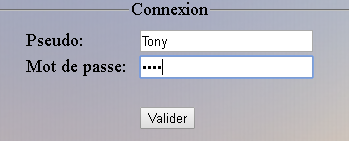 Connexion
Pseudo: Tony
Mot de passe: ••••
Valider